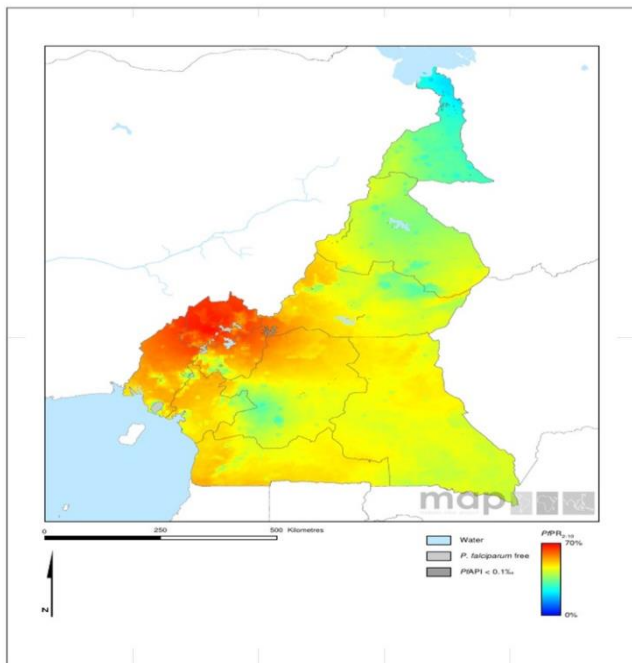 map
0
250
500 Kilometres
Water
P. falciparum free
PfAPI < 0.1‰
PfPR2-10
70%
0%
N